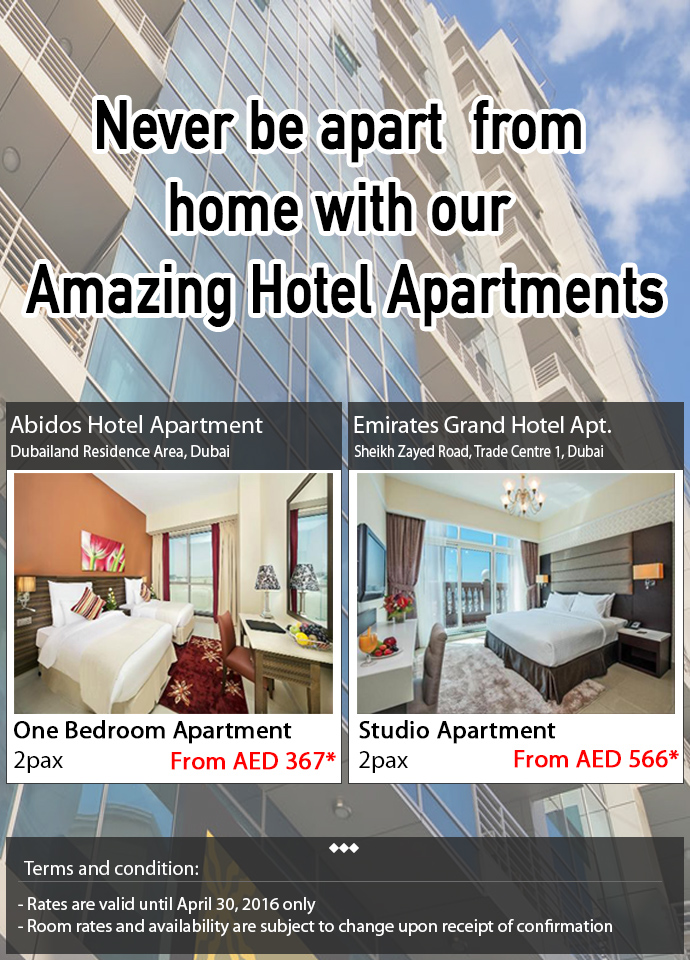 Never be apart from
home with our
Amazing Hotel Apartments
Abidos Hotel Apartment
Dubailand Residence Area, Dubai
One Bedroom Apartment
2pax From AED 367*
Emirates Grand Hotel Apt.
Sheikh Zayed Road, Trade Centre 1, Dubai
Studio Apartment
2pax From AED 566*
Terms and condition:
- Rates are valid until April 30, 2016 only
- Room rates and availability are subject to change upon receipt of confirmation